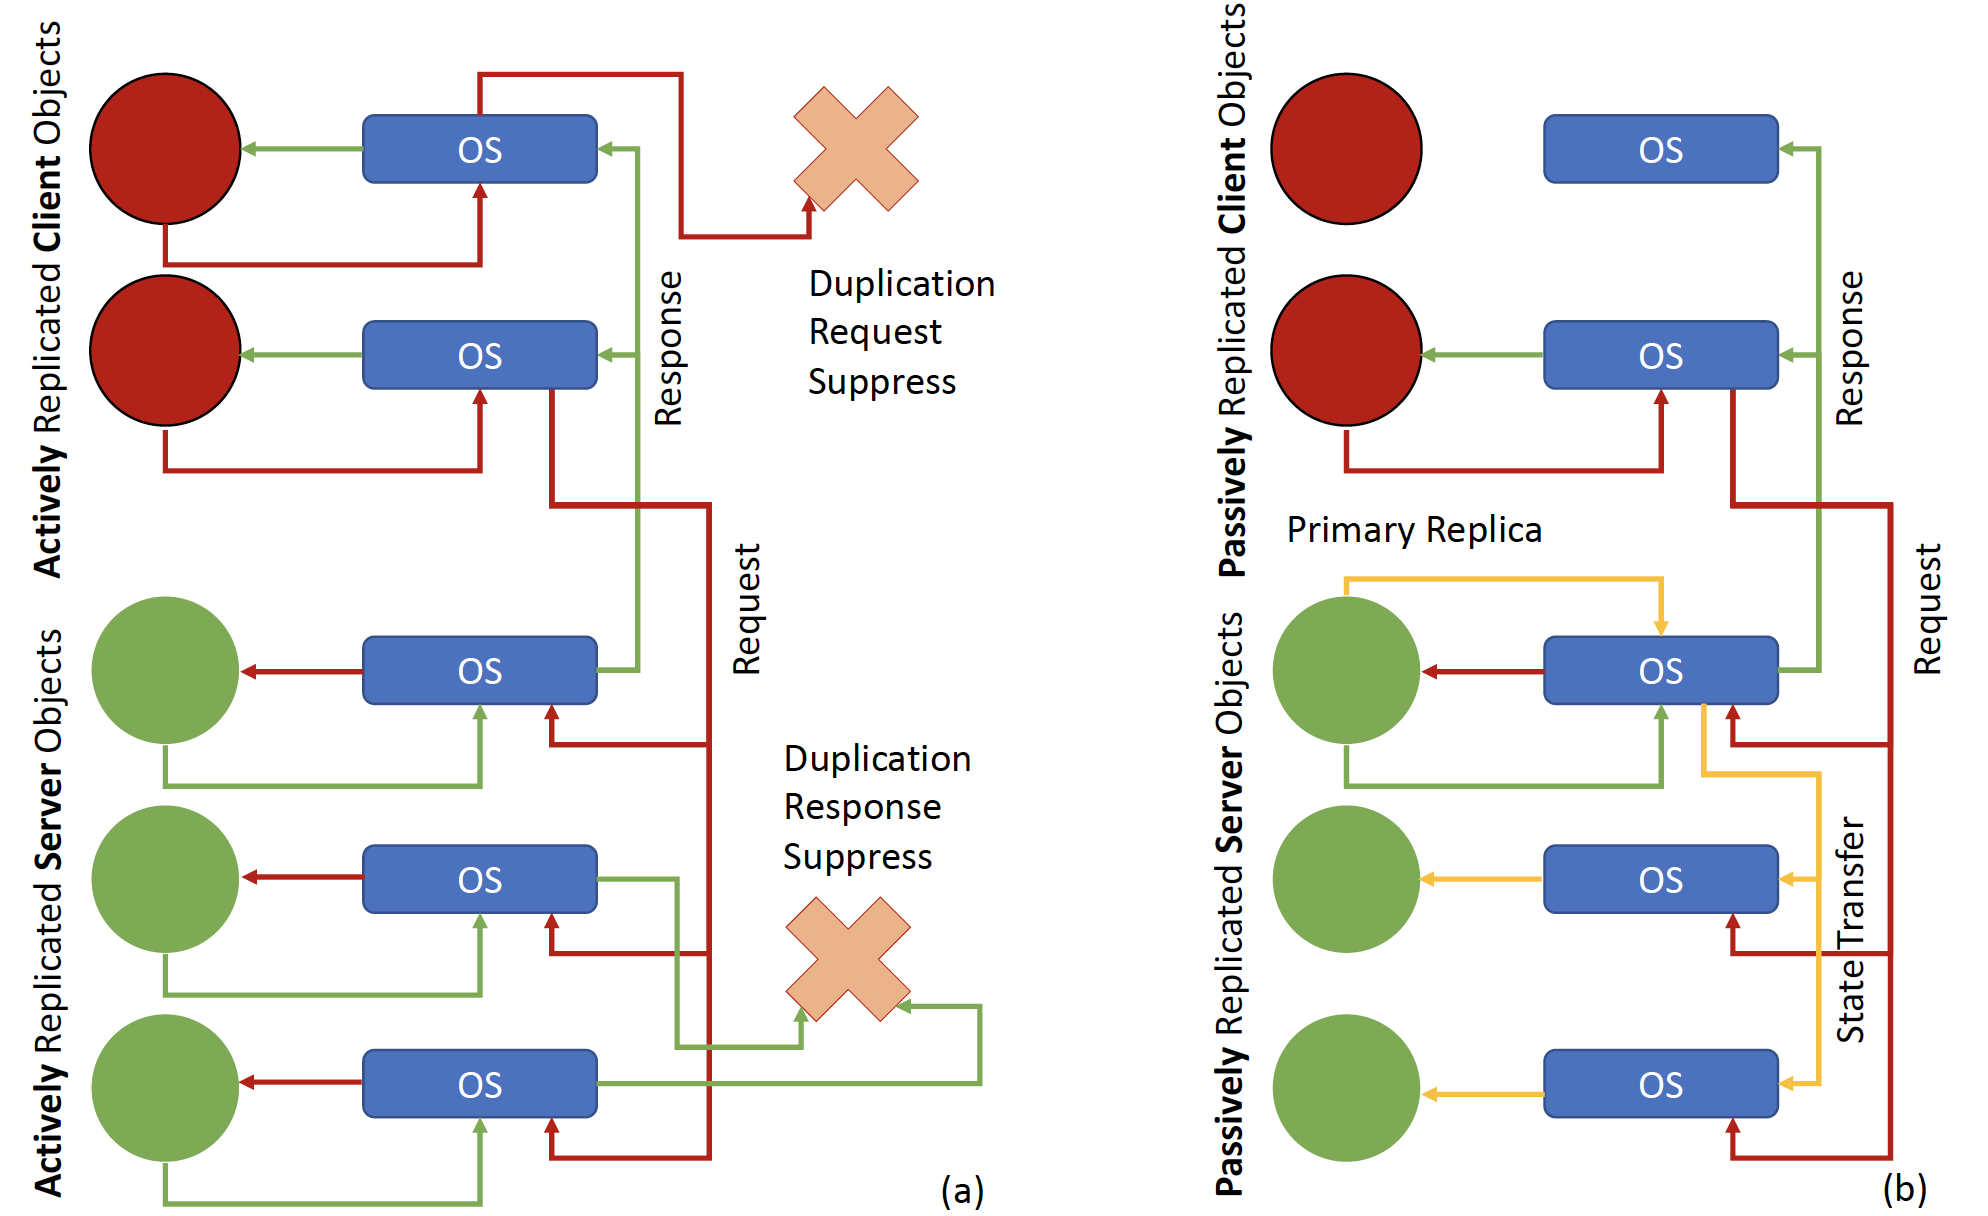 Actively Replicated Client Objects
OS
OS
Duplication
Request
Suppress
Response
Request
Actively Replicated Server Objects
OS
OS
OS
Duplication
Response
Suppress
(a)
Passively Replicated Client Objects
OS
OS
Response
Request
Primary Replica
Passively Replicated Server Objects
OS
OS
OS
State Transfer
(b)